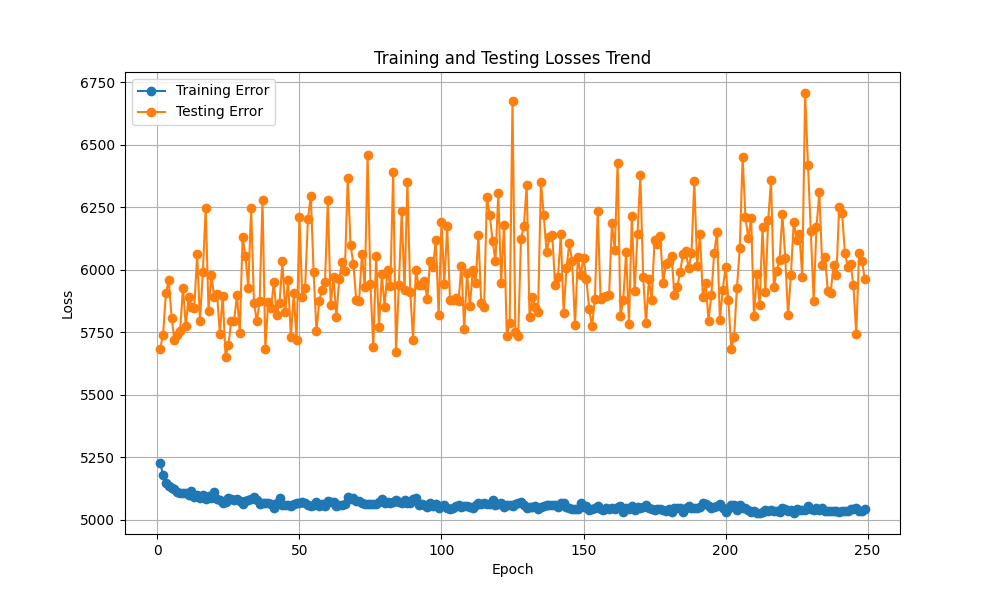 Training and Testing Losses Trend
Training Error
Testing Error
6750
6500
6250
6000
5750
5500
5250
5000
Loss
0 50 100 150 200 250
Epoch